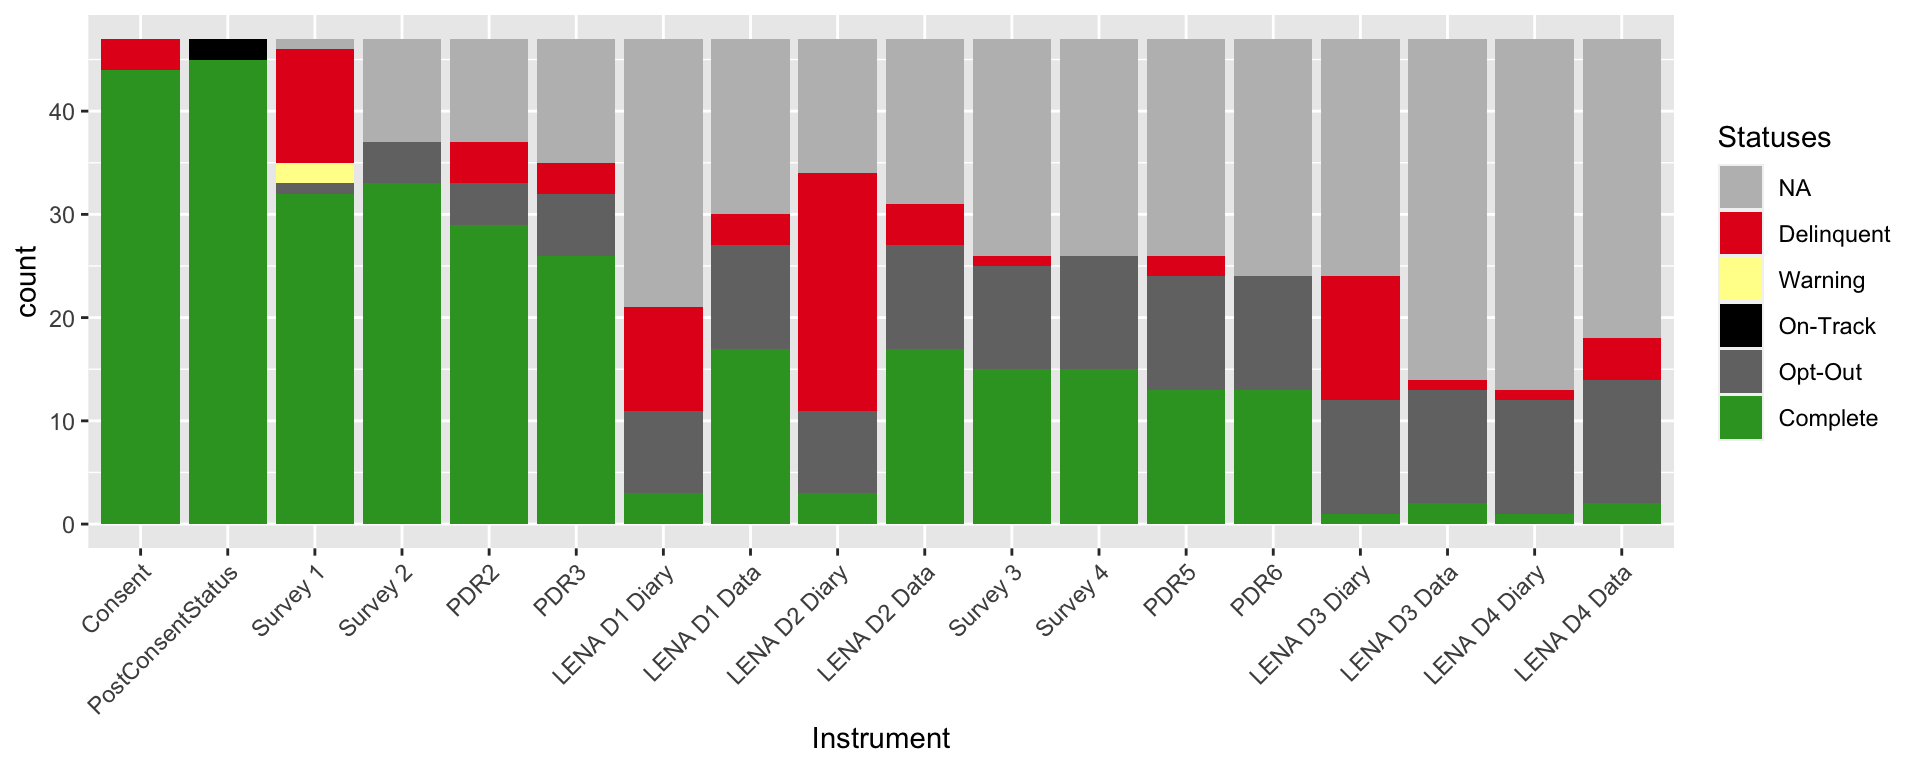 count
40
30
20
10
0
Consent
PostConsentStatus
Survey 1
Survey 2
PDR2
PDR3
LENA D1 Diary
LENA D1 Data
LENA D2 Diary
LENA D2 Data
Survey 3
Survey 4
PDR5
PDR6
LENA D3 Diary
LENA D3 Data
LENA D4 Diary
LENA D4 Data
Instrument
Statuses
NA
Delinquent
Warning
On-Track
Opt-Out
Complete